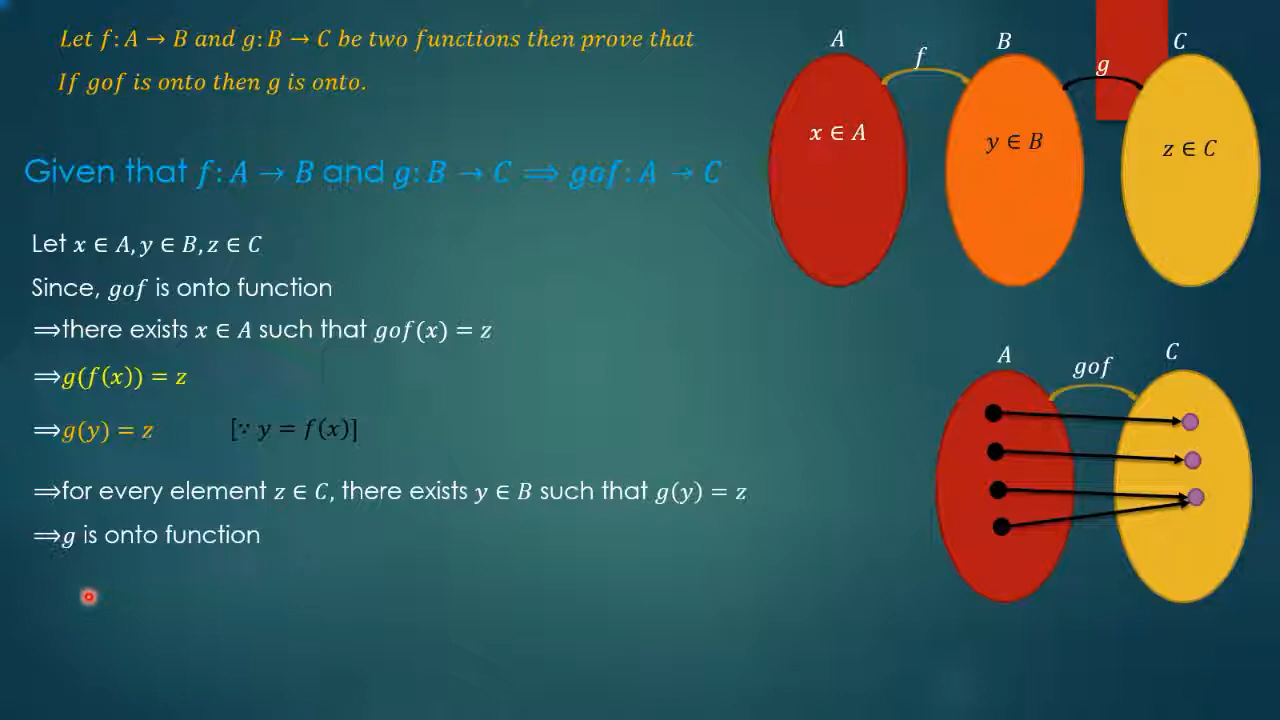 Let f: A → B and g: B → C be two functions then prove that
If gof is onto then g is onto.
Given that f: A → B and g: B → C ⟹ gof: A → C
Let x ∈ A, y ∈ B, z ∈ C
Since, gof is onto function
⟹there exists x ∈ A such that gof(x) = z
⟹g(f(x)) = z
⟹g(y) = z [∵ y = f(x)]
⟹for every element z ∈ C, there exists y ∈ B such that g(y) = z
⟹g is onto function
A f B g C
x ∈ A y ∈ B z ∈ C
A gof C